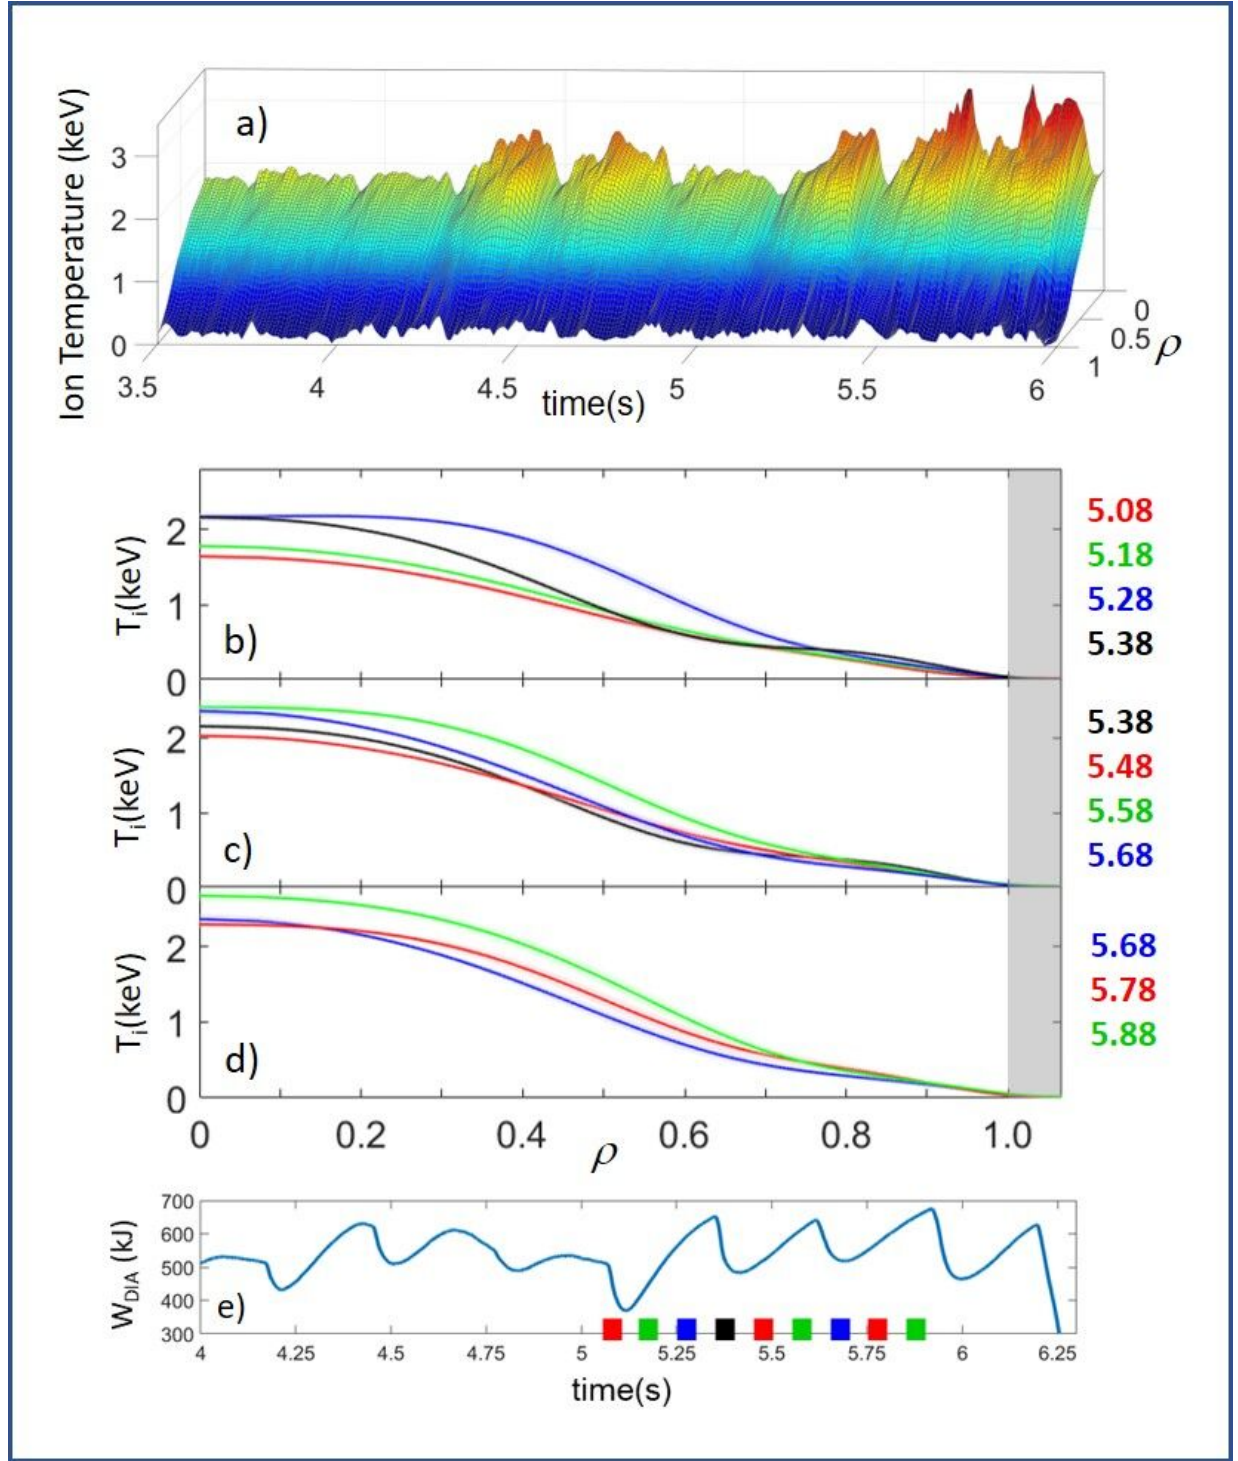 a)
Ion Temperature (keV)
3
2
1
0
3.5 4 4.5 5 5.5 6
time(s)
0
0.5
1
ρ
Ti(keV)
2
1
0
b)
5.08
5.18
5.28
5.38
Ti(keV)
2
1
0
c)
5.38
5.48
5.58
5.68
Ti(keV)
2
1
0
d)
5.68
5.78
5.88
0 0.2 0.4 0.6 0.8 1.0
ρ
WDIA (kJ)
700
600
500
400
300
e)
4 4.25 4.5 4.75 5 5.25 5.5 5.75 6 6.25
time(s)